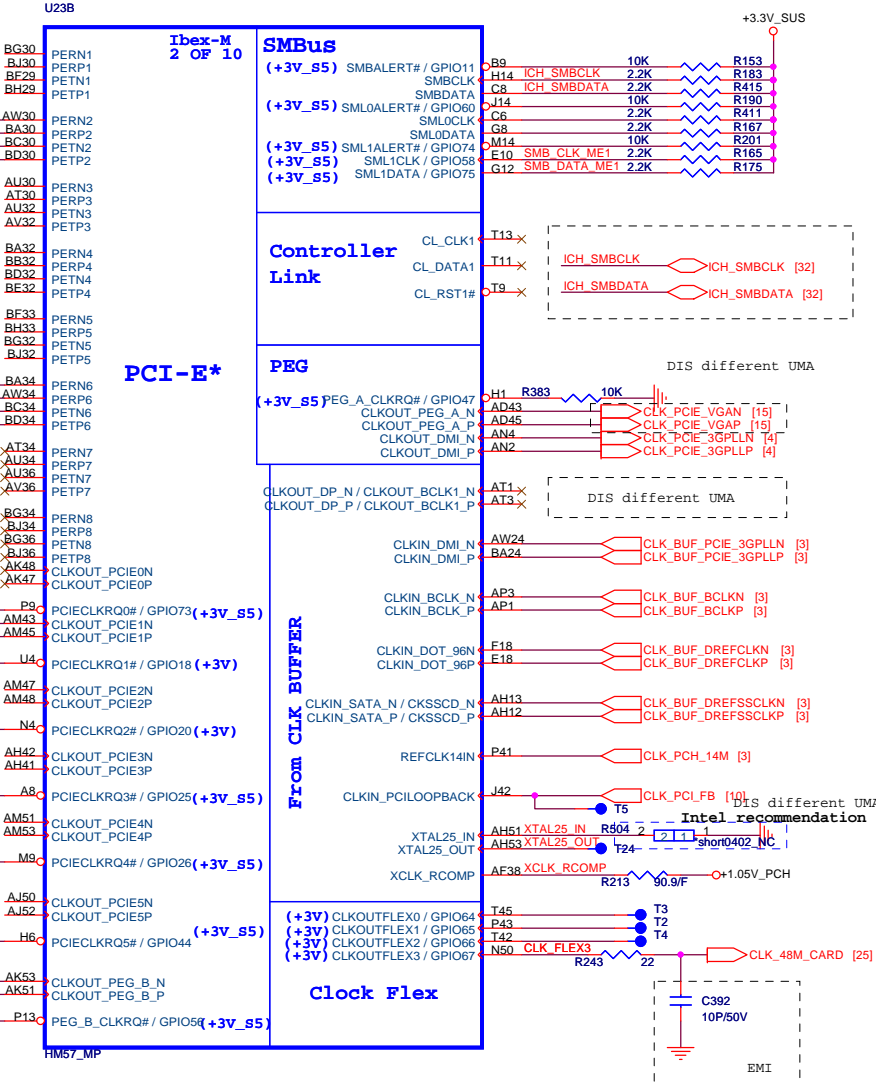 U23B
+3.3V_SUS
Ibex-M
2 OF 10
SMBus
BG30 PERN1
BJ30 PERP1
BF29 PETN1
BH29 PETP1
AW30 PERN2
BA30 PERP2
BC30 PETN2
BD30 PETP2
AU30 PERN3
AT30 PERP3
AU32 PETN3
AV32 PETP3
BA32 PERN4
BB32 PERP4
BD32 PETN4
BE32 PETP4
BF33 PERN5
BH33 PERP5
BG32 PETN5
BJ32 PETP5
PCI-E*
BA34 PERN6
AW34 PERP6
BC34 PETN6
BD34 PETP6
AT34 PERN7
AU34 PERP7
AU36 PETN7
AV36 PETP7
BG34 PERN8
BJ34 PERP8
BG36 PETN8
BJ36 PETP8
AK48 CLKOUT_PCIE0N
AK47 CLKOUT_PCIE0P
P9 PCIECLKRQ0# / GPIO73 (+3V_S5)
AM43 CLKOUT_PCIE1N
AM45 CLKOUT_PCIE1P
U4 PCIECLKRQ1# / GPIO18 (+3V)
AM47 CLKOUT_PCIE2N
AM48 CLKOUT_PCIE2P
N4 PCIECLKRQ2# / GPIO20 (+3V)
AH42 CLKOUT_PCIE3N
AH41 CLKOUT_PCIE3P
A8 PCIECLKRQ3# / GPIO25 (+3V_S5)
AM51 CLKOUT_PCIE4N
AM53 CLKOUT_PCIE4P
M9 PCIECLKRQ4# / GPIO26 (+3V_S5)
AJ50 CLKOUT_PCIE5N
AJ52 CLKOUT_PCIE5P
H6 PCIECLKRQ5# / GPIO44 (+3V_S5)
AK53 CLKOUT_PEG_B_N
AK51 CLKOUT_PEG_B_P
P13 PEG_B_CLKRQ# / GPIO56 (+3V_S5)
HM57_MP
(+3V_S5) SMBALERT# / GPIO11 B9 10K R153
SMBCLK H14 ICH_SMBCLK 2.2K R183
SMBDATA C8 ICH_SMBDATA 2.2K R415
(+3V_S5) SML0ALERT# / GPIO60 J14 10K R190
SML0CLK C6 2.2K R411
SML0DATA G8 2.2K R167
(+3V_S5) SML1ALERT# / GPIO74 M14 10K R201
(+3V_S5) SML1CLK / GPIO58 E10 SMB_CLK_ME1 2.2K R165
(+3V_S5) SML1DATA / GPIO75 G12 SMB_DATA_ME1 2.2K R175
Controller
Link
CL_CLK1 T13
CL_DATA1 T11
CL_RST1# T9
ICH_SMBCLK ICH_SMBCLK [32]
ICH_SMBDATA ICH_SMBDATA [32]
PEG
DIS different UMA
(+3V_S5) PEG_A_CLKRQ# / GPIO47 H1 R383 10K
CLKOUT_PEG_A_N AD43 CLK_PCIE_VGAN [15]
CLKOUT_PEG_A_P AD45 CLK_PCIE_VGAP [15]
CLKOUT_DMI_N AN4 CLK_PCIE_3GPLLN [4]
CLKOUT_DMI_P AN2 CLK_PCIE_3GPLLP [4]
From CLK BUFFER
CLKOUT_DP_N / CLKOUT_BCLK1_N AT1
CLKOUT_DP_P / CLKOUT_BCLK1_P AT3
DIS different UMA
CLKIN_DMI_N AW24 CLK_BUF_PCIE_3GPLLN [3]
CLKIN_DMI_P BA24 CLK_BUF_PCIE_3GPLLP [3]
CLKIN_BCLK_N AP3 CLK_BUF_BCLKN [3]
CLKIN_BCLK_P AP1 CLK_BUF_BCLKP [3]
CLKIN_DOT_96N F18 CLK_BUF_DREFCLKN [3]
CLKIN_DOT_96P E18 CLK_BUF_DREFCLKP [3]
CLKIN_SATA_N / CKSSCD_N AH13 CLK_BUF_DREFSSCLKN [3]
CLKIN_SATA_P / CKSSCD_P AH12 CLK_BUF_DREFSSCLKP [3]
REFCLK14IN P41 CLK_PCH_14M [3]
CLKIN_PCILOOPBACK J42 CLK_PCI_FB [10]
T5
DIS different UMA
Intel recommendation
XTAL25_IN AH51 XTAL25_IN R504 2 2 1 1
XTAL25_OUT AH53 XTAL25_OUT T24 *short0402_NC
XCLK_RCOMP AF38 XCLK_RCOMP R213 90.9/F +1.05V_PCH
(+3V) CLKOUTFLEX0 / GPIO64 T45 T3
(+3V) CLKOUTFLEX1 / GPIO65 P43 T2
(+3V) CLKOUTFLEX2 / GPIO66 T42 T4
(+3V) CLKOUTFLEX3 / GPIO67 N50 CLK_FLEX3 R243 22 CLK_48M_CARD [25]
Clock Flex
C392
10P/50V
EMI